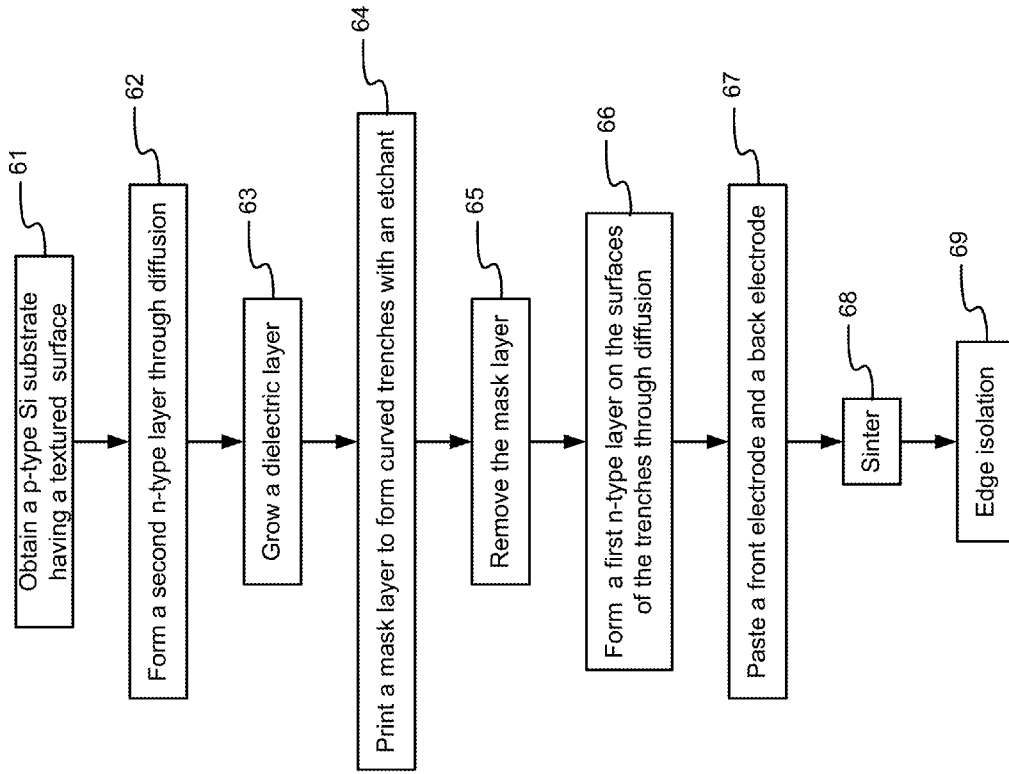 61
Obtain a p-type Si substrate
having a textured surface
62
Form a second n-type layer through diffusion
63
Grow a dielectric layer
64
Print a mask layer to form curved trenches with an etchant
65
Remove the mask layer
66
Form a first n-type layer on the surfaces
of the trenches through diffusion
67
Paste a front electrode and a back electrode
68
Sinter
69
Edge isolation